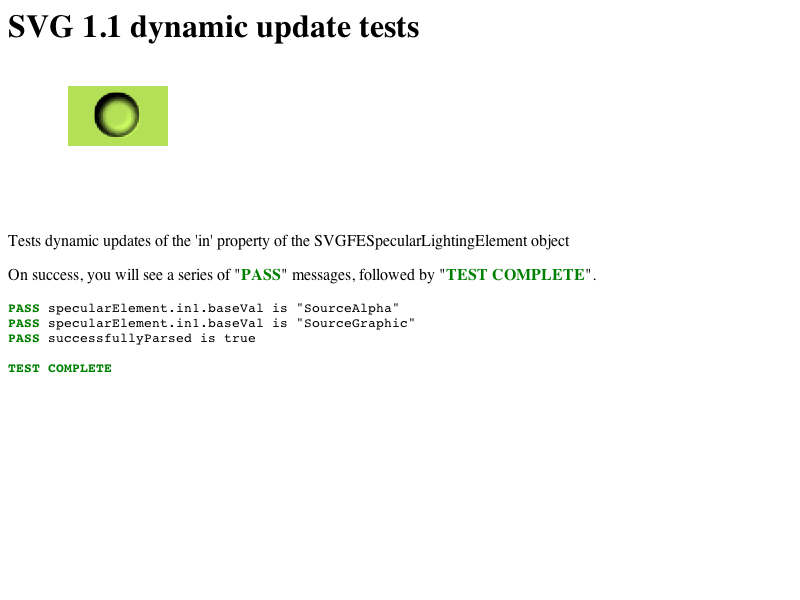 SVG 1.1 dynamic update tests
Tests dynamic updates of the 'in' property of the SVGFESpecularLightingElement object
On success, you will see a series of "PASS" messages, followed by "TEST COMPLETE".
PASS specularElement.in1.baseVal is "SourceAlpha"
PASS specularElement.in1.baseVal is "SourceGraphic"
PASS successfullyParsed is true
TEST COMPLETE